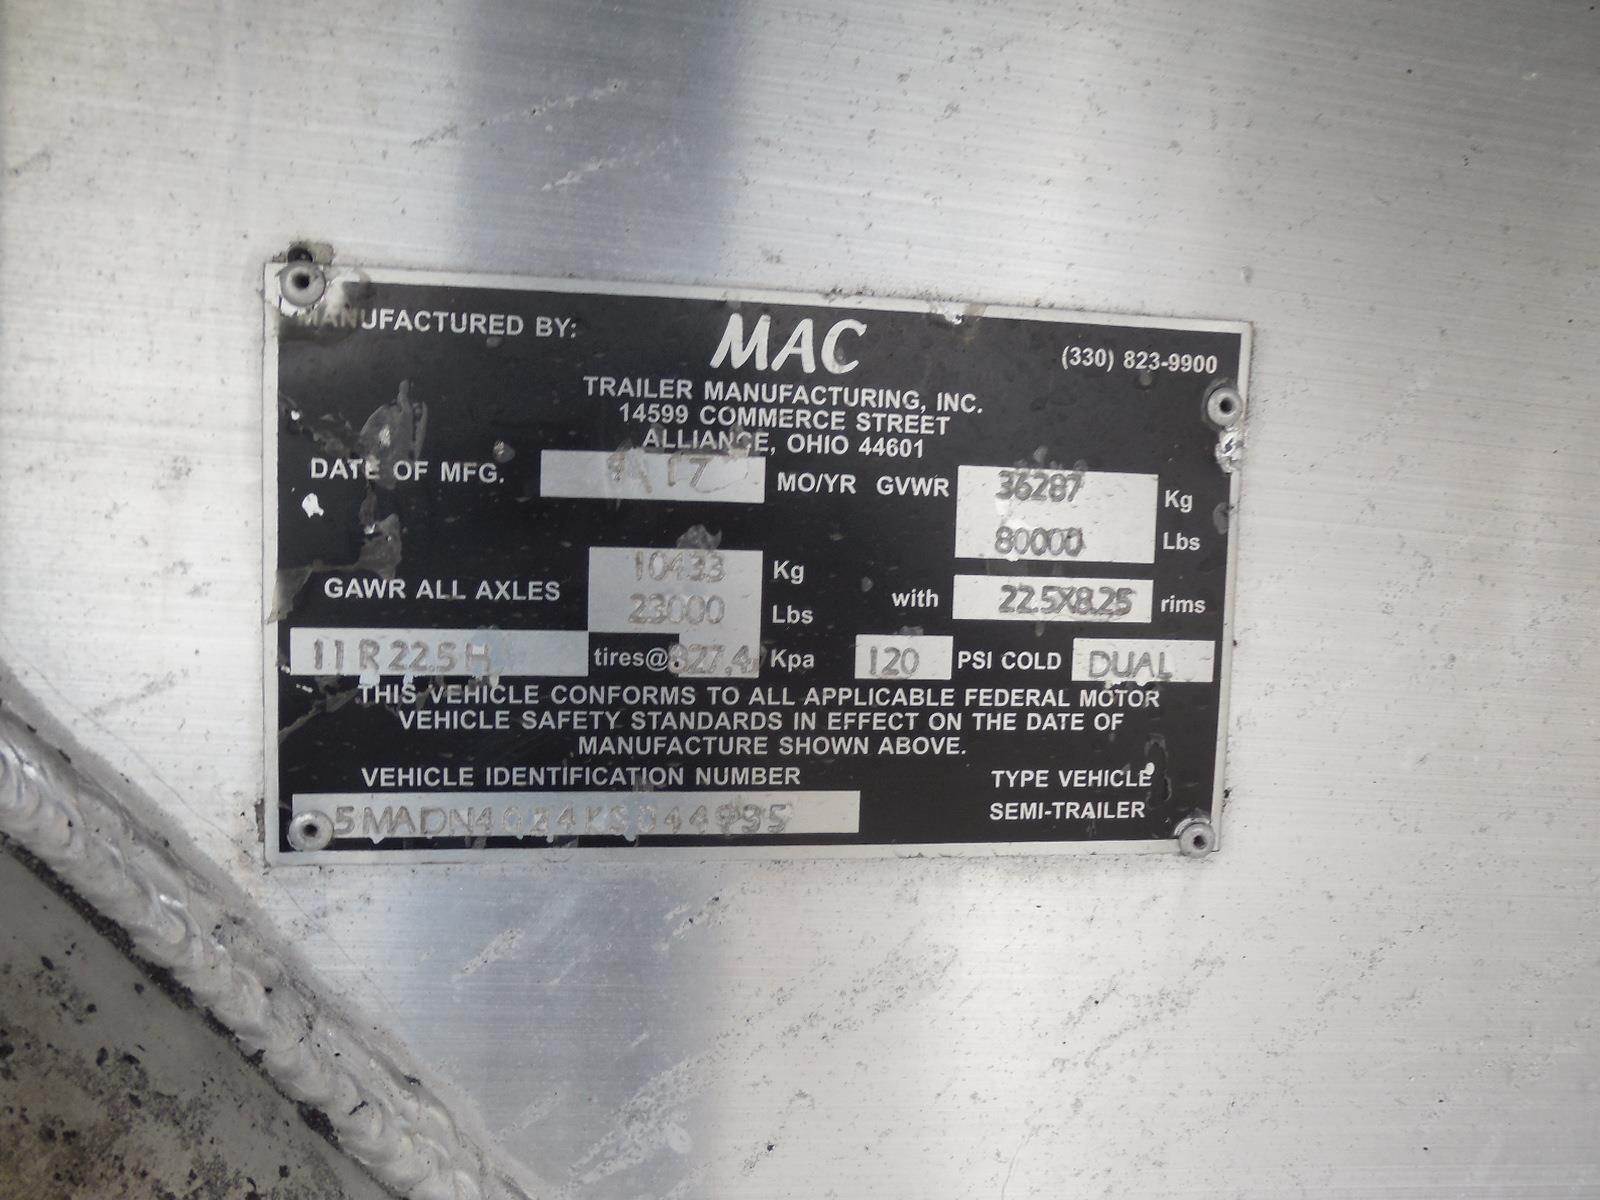 MANUFACTURED BY:
MAC
(330) 823-9900
TRAILER MANUFACTURING, INC.
14599 COMMERCE STREET
ALLIANCE, OHIO 44601
DATE OF MFG. MO/YR GVWR 36287 Kg
80000 Lbs
GAWR ALL AXLES 10433 Kg
23000 Lbs
with 22.5X8.25 rims
11R22.5H tires@ 827.4 Kpa 120 PSI COLD DUAL
THIS VEHICLE CONFORMS TO ALL APPLICABLE FEDERAL MOTOR
VEHICLE SAFETY STANDARDS IN EFFECT ON THE DATE OF
MANUFACTURE SHOWN ABOVE.
VEHICLE IDENTIFICATION NUMBER
TYPE VEHICLE
SEMI-TRAILER